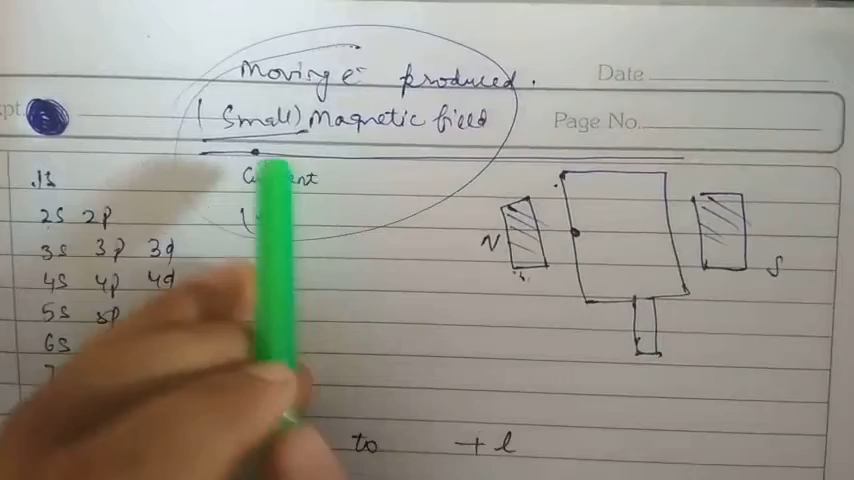 Date
Moving e⁻ produced.
(Small) Magnetic field
Page No.
1s
2s 2p
3s 3p 3d
4s 4p 4d
5s 5p
6s
7
N
S
to + l